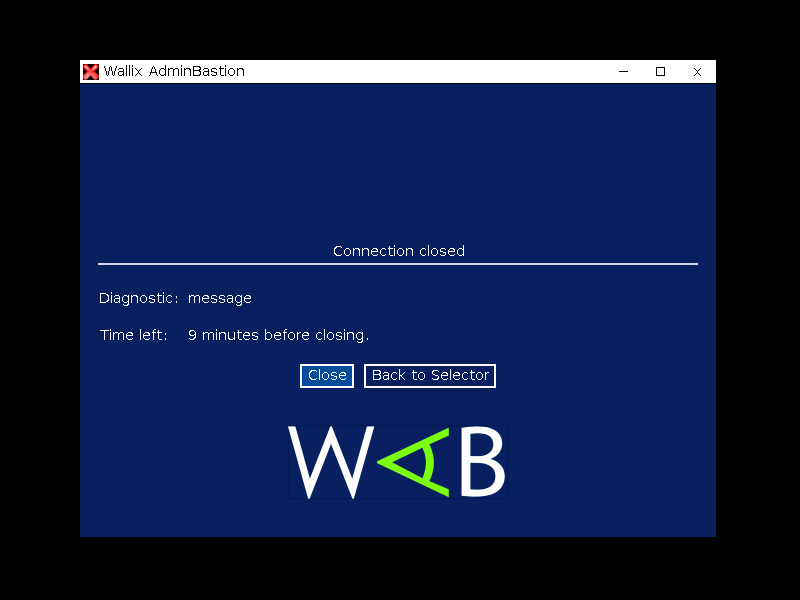 Wallix AdminBastion
Connection closed
Diagnostic: message
Time left: 9 minutes before closing.
Close Back to Selector
WAB